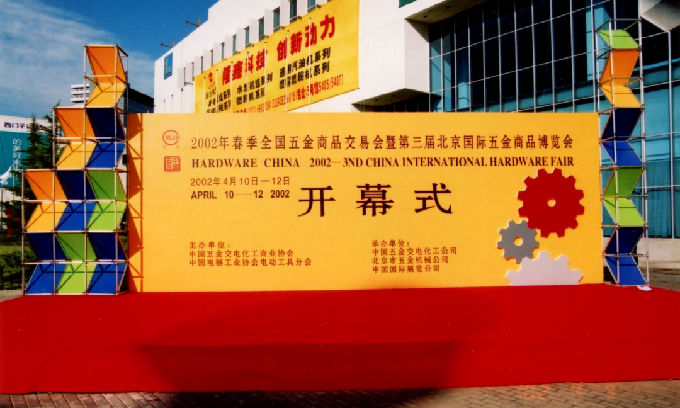 科技 创新动力
2002年春季全国五金商品交易会暨第三届北京国际五金商品博览会
HARDWARE CHINA 2002—3ND CHINA INTERNATIONAL HARDWARE FAIR
2002年4月10日—12日
APRIL 10——12 2002
开幕式
主办单位：
中国五金交电化工商业协会
中国电器工业协会电动工具分会
承办单位：
中国五金交电化工公司
北京市五金机械公司
中国国际展览公司